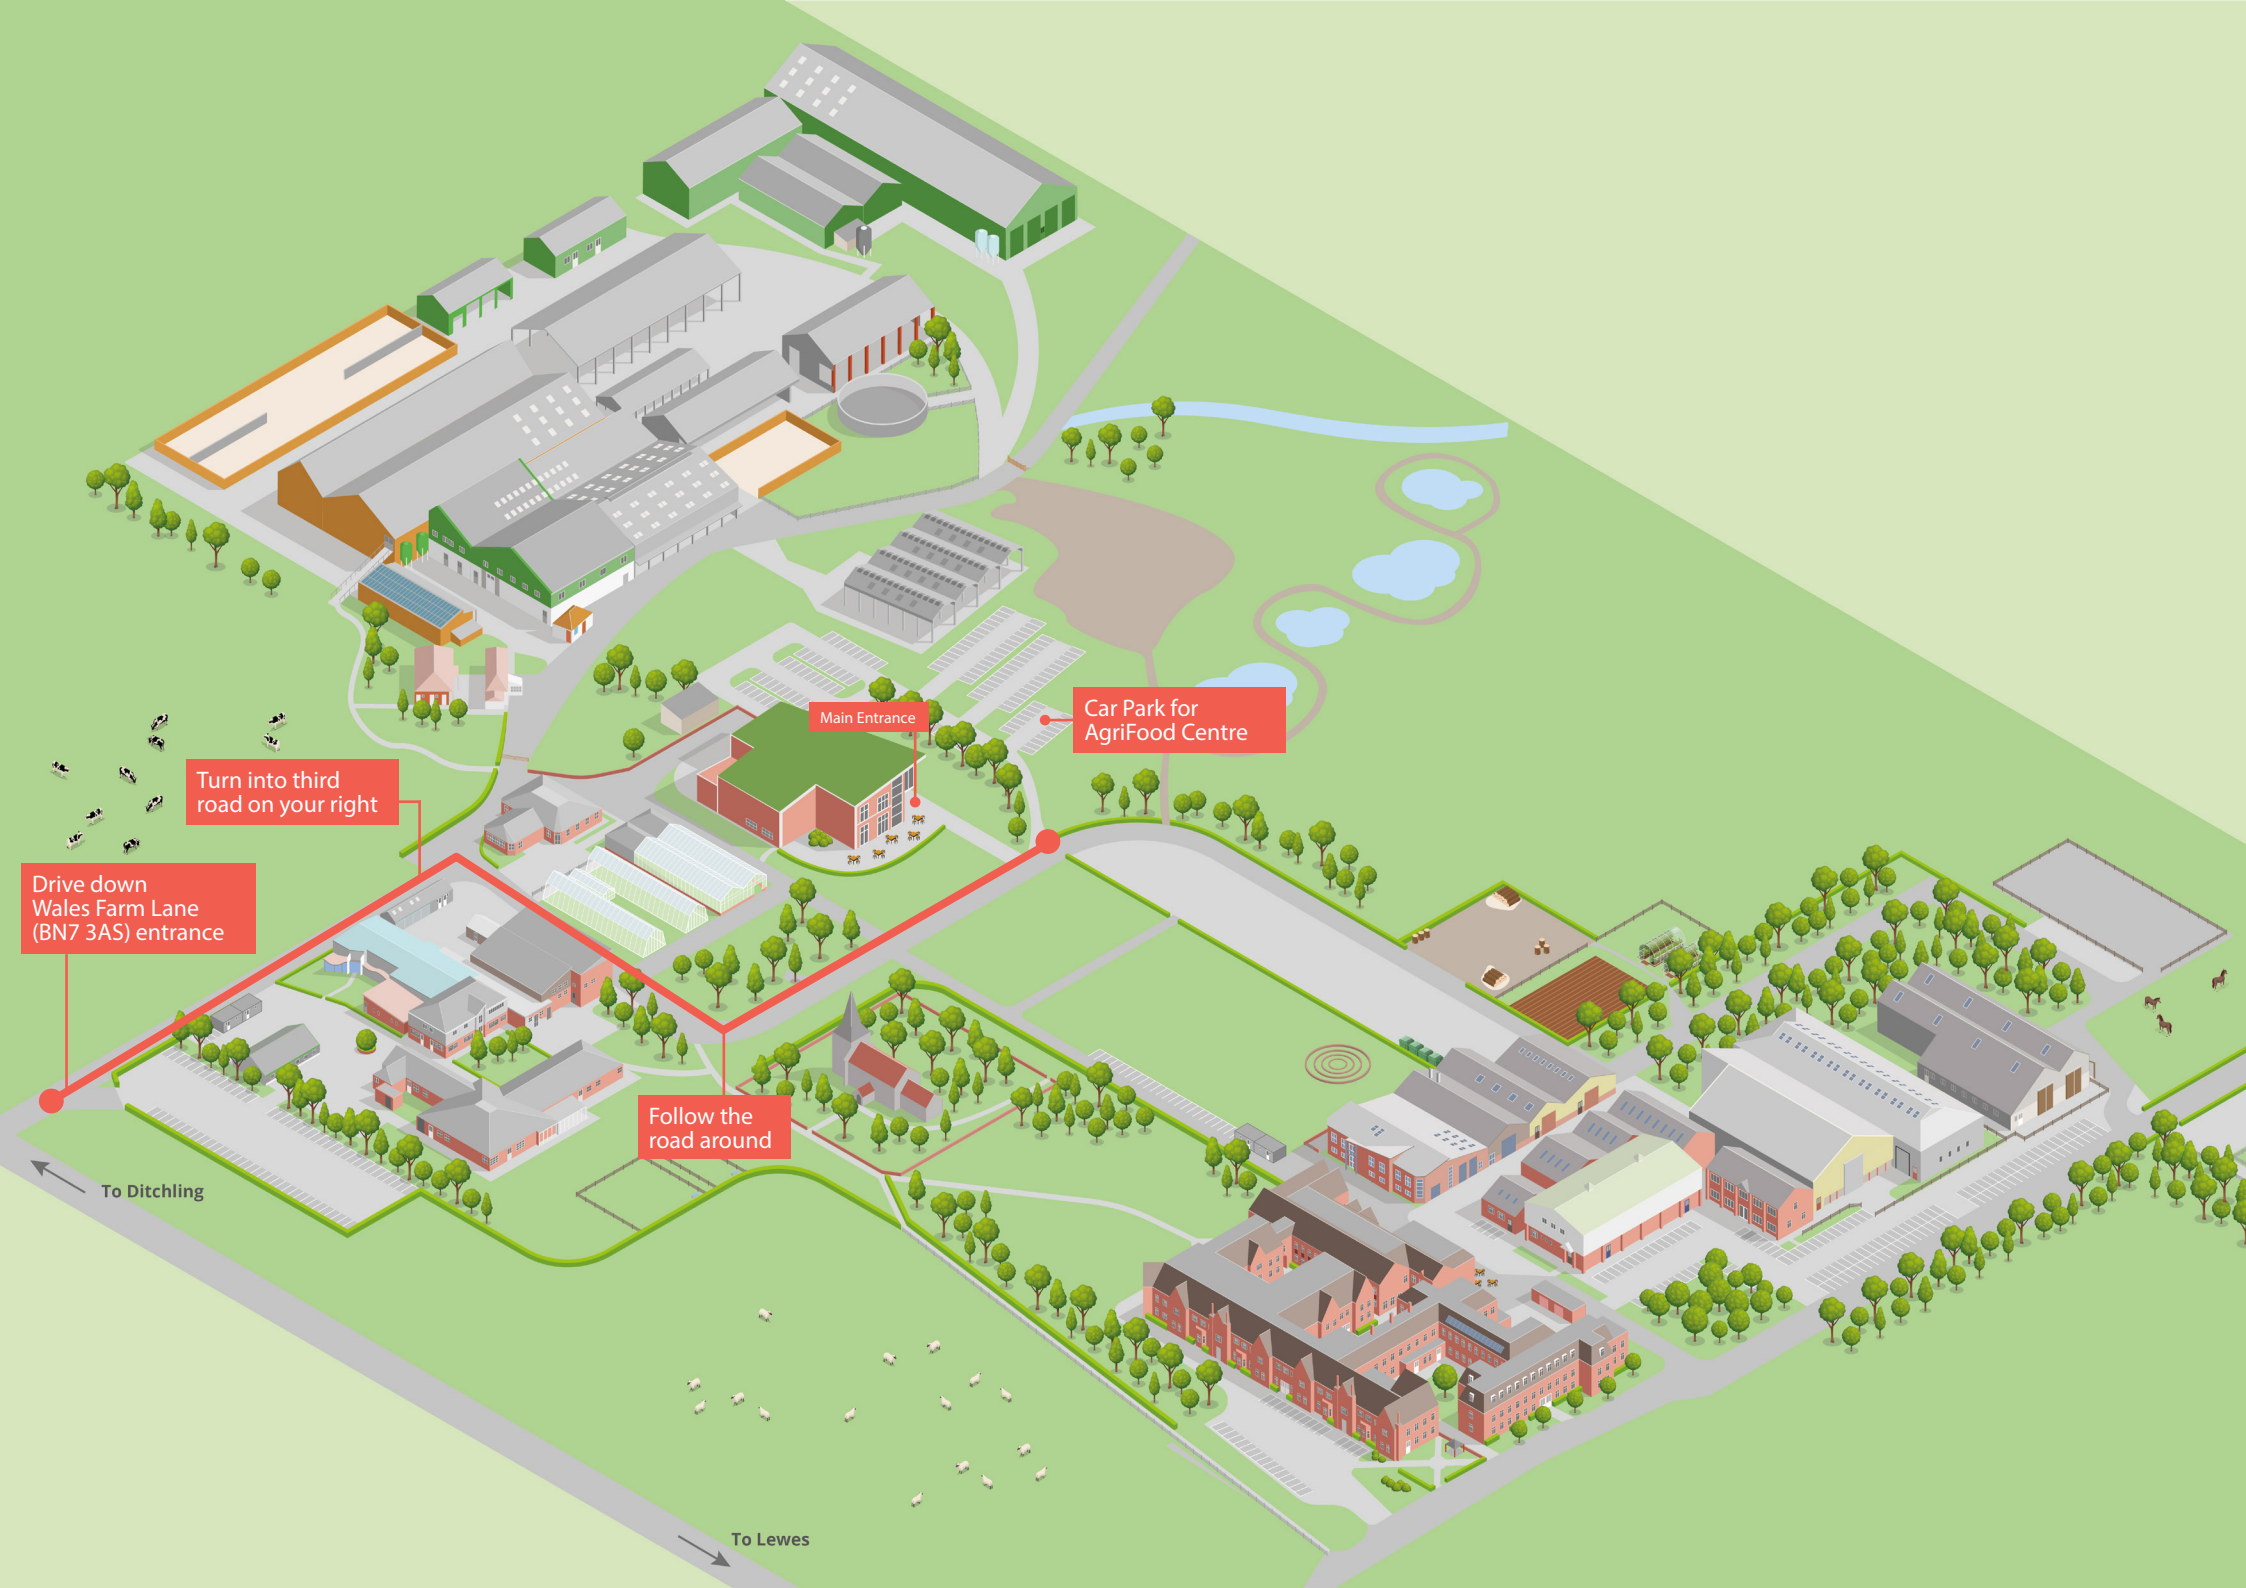 Main Entrance
Car Park for
AgriFood Centre
Turn into third
road on your right
Drive down
Wales Farm Lane
(BN7 3AS) entrance
Follow the
road around
To Ditchling
To Lewes